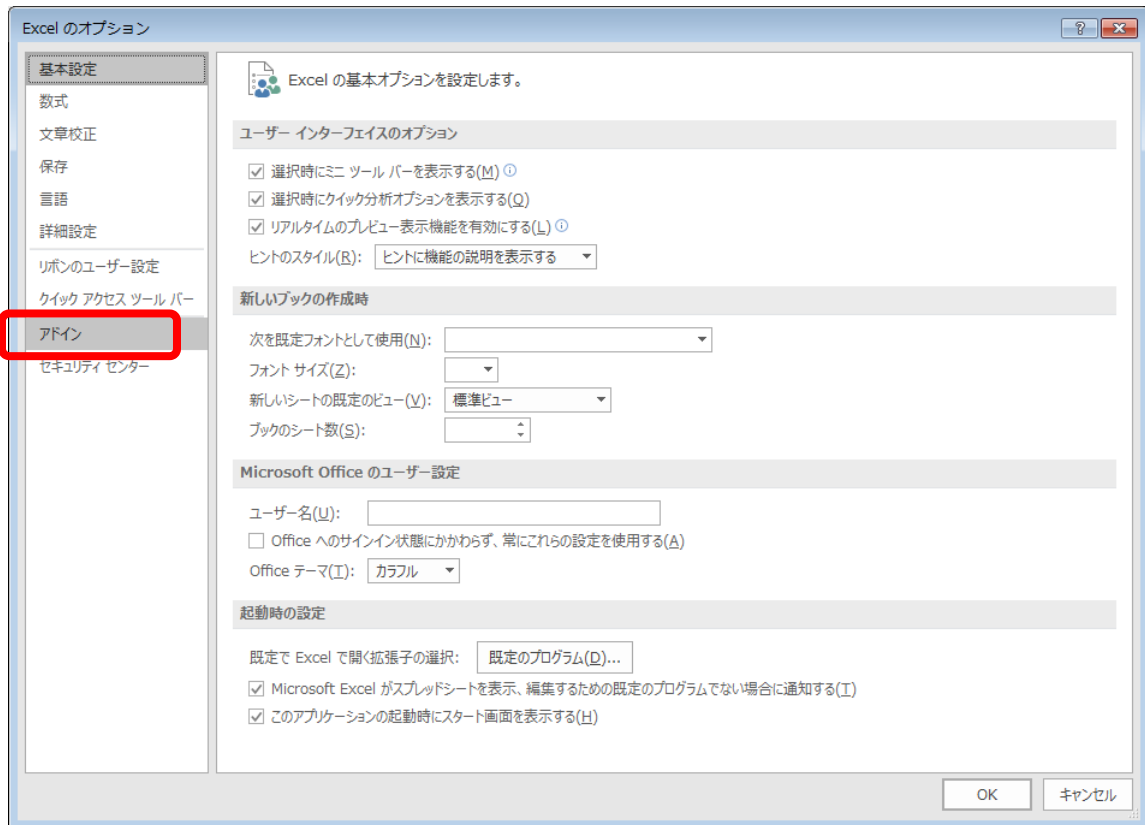 Excel のオプション
基本設定
数式
文章校正
保存
言語
詳細設定
リボンのユーザー設定
クイック アクセス ツール バー
アドイン
セキュリティ センター
Excel の基本オプションを設定します。
ユーザー インターフェイスのオプション
選択時にミニ ツール バーを表示する(M)
選択時にクイック分析オプションを表示する(Q)
リアルタイムのプレビュー表示機能を有効にする(L)
ヒントのスタイル(R): ヒントに機能の説明を表示する
新しいブックの作成時
次を既定フォントとして使用(N):
フォント サイズ(Z):
新しいシートの既定のビュー(V): 標準ビュー
ブックのシート数(S):
Microsoft Office のユーザー設定
ユーザー名(U):
Office へのサインイン状態にかかわらず、常にこれらの設定を使用する(A)
Office テーマ(T): カラフル
起動時の設定
既定で Excel で開く拡張子の選択: 既定のプログラム(D)...
Microsoft Excel がスプレッドシートを表示、編集するための既定のプログラムでない場合に通知する(T)
このアプリケーションの起動時にスタート画面を表示する(H)
OK キャンセル